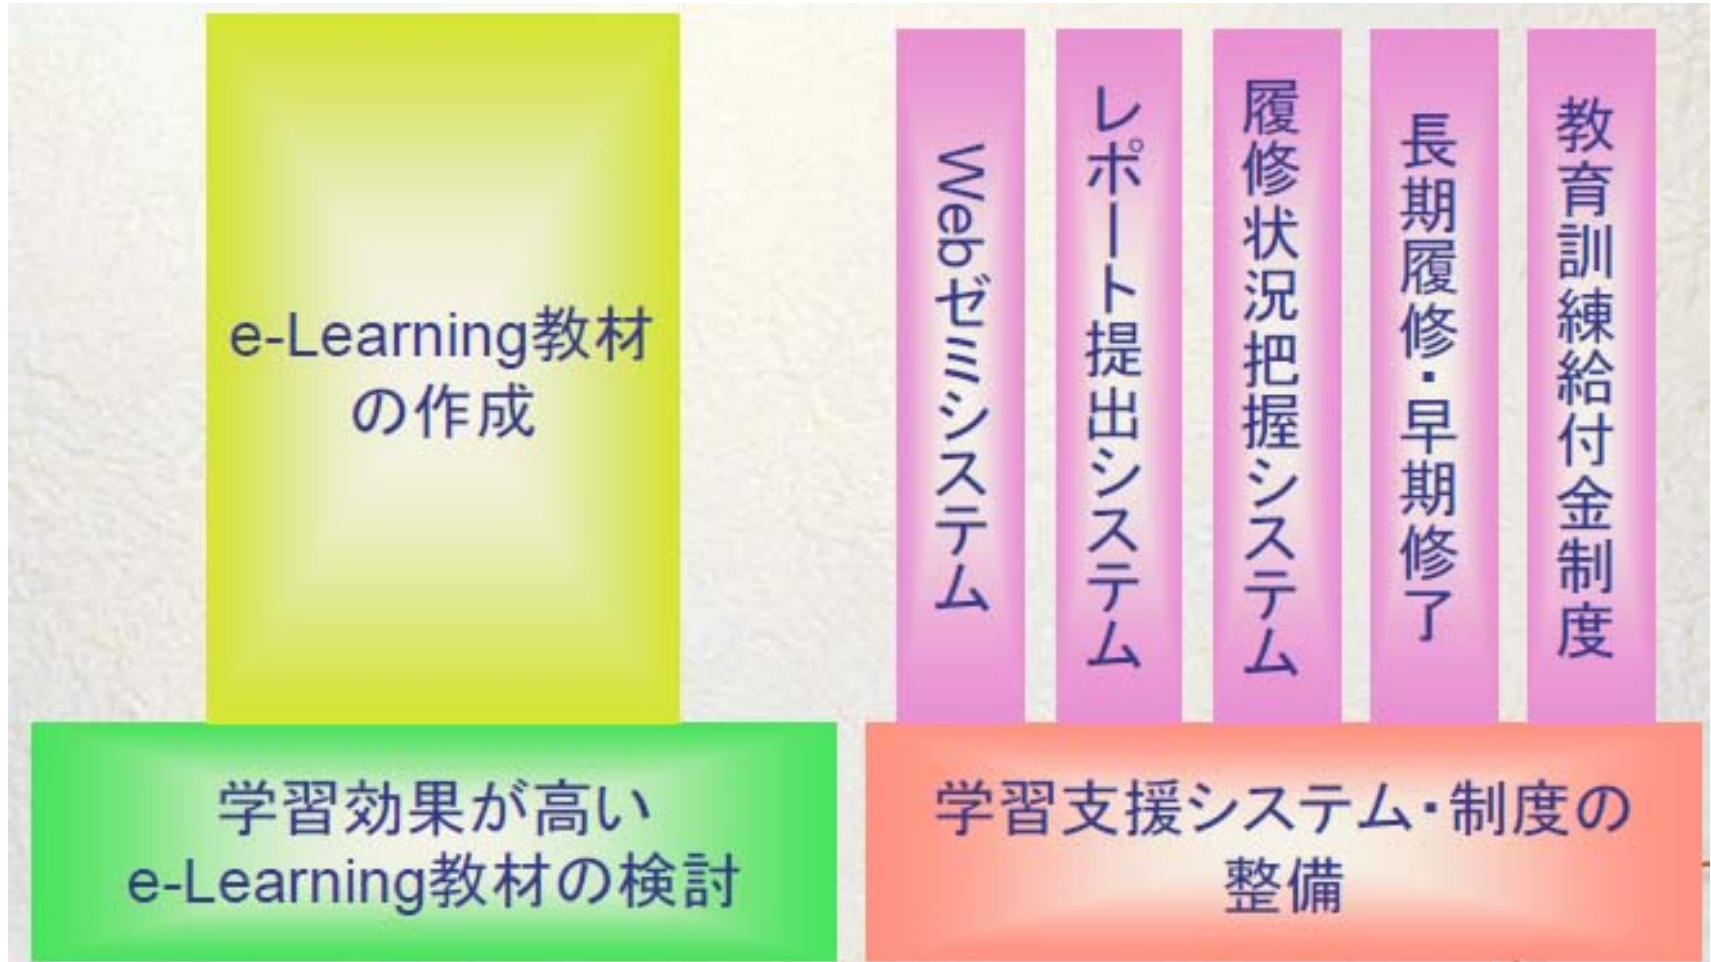 e-Learning教材
の作成
学習効果が高い
e-Learning教材の検討
Webゼミシステム
レポート提出システム
履修状況把握システム
長期履修・早期修了
教育訓練給付金制度
学習支援システム・制度の
整備